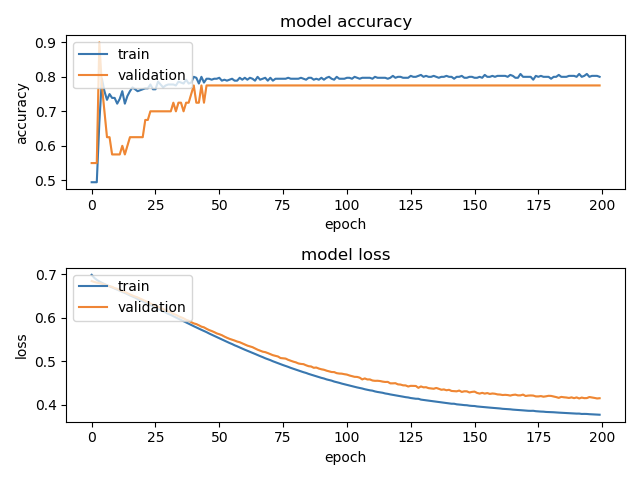 model accuracy
0.9
0.8
0.7
0.6
0.5
accuracy
train
validation
0 25 50 75 100 125 150 175 200
epoch
model loss
0.7
0.6
0.5
0.4
loss
train
validation
0 25 50 75 100 125 150 175 200
epoch